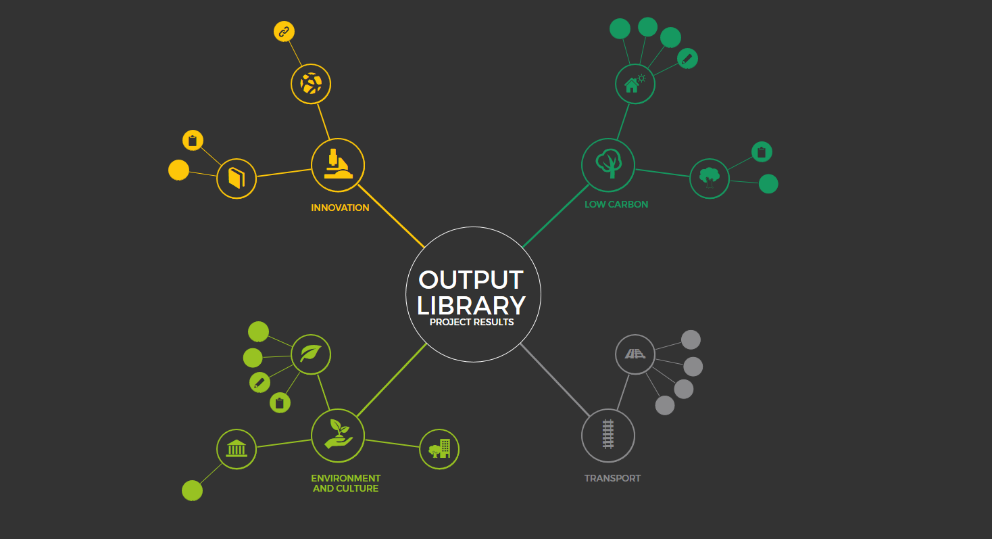 INNOVATION
LOW CARBON
OUTPUT
LIBRARY
PROJECT RESULTS
ENVIRONMENT
AND CULTURE
TRANSPORT